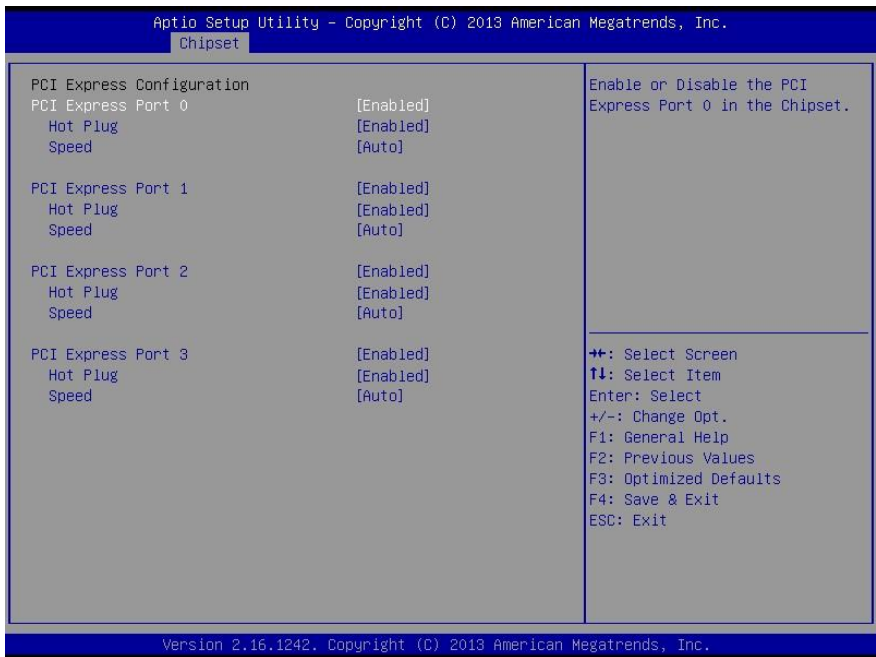 Aptio Setup Utility – Copyright (C) 2013 American Megatrends, Inc.
Chipset
PCI Express Configuration
PCI Express Port 0 [Enabled]
Hot Plug [Enabled]
Speed [Auto]
PCI Express Port 1 [Enabled]
Hot Plug [Enabled]
Speed [Auto]
PCI Express Port 2 [Enabled]
Hot Plug [Enabled]
Speed [Auto]
PCI Express Port 3 [Enabled]
Hot Plug [Enabled]
Speed [Auto]
Enable or Disable the PCI
Express Port 0 in the Chipset.
→←: Select Screen
↑↓: Select Item
Enter: Select
+/-: Change Opt.
F1: General Help
F2: Previous Values
F3: Optimized Defaults
F4: Save & Exit
ESC: Exit
Version 2.16.1242. Copyright (C) 2013 American Megatrends, Inc.